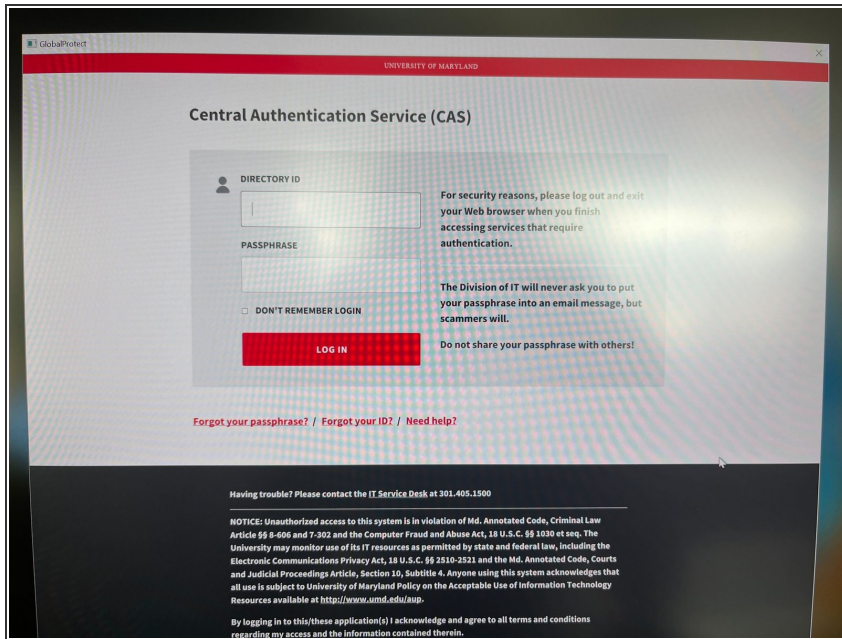 GlobalProtect
UNIVERSITY OF MARYLAND
Central Authentication Service (CAS)
DIRECTORY ID
PASSPHRASE
DON'T REMEMBER LOGIN
LOG IN
For security reasons, please log out and exit
your Web browser when you finish
accessing services that require
authentication.
The Division of IT will never ask you to put
your passphrase into an email message, but
scammers will.
Do not share your passphrase with others!
Forgot your passphrase? / Forgot your ID? / Need help?
Having trouble? Please contact the IT Service Desk at 301.405.1500
NOTICE: Unauthorized access to this system is in violation of Md. Annotated Code, Criminal Law
Article §§ 8-606 and 7-302 and the Computer Fraud and Abuse Act, 18 U.S.C. §§ 1030 et seq. The
University may monitor use of its IT resources as permitted by state and federal law, including the
Electronic Communications Privacy Act, 18 U.S.C. §§ 2510-2521 and the Md. Annotated Code, Courts
and Judicial Proceedings Article, Section 10, Subtitle 4. Anyone using this system acknowledges that
all use is subject to University of Maryland Policy on the Acceptable Use of Information Technology
Resources available at http://www.umd.edu/aup.
By logging in to this/these application(s) I acknowledge and agree to all terms and conditions
regarding my access and the information contained therein.